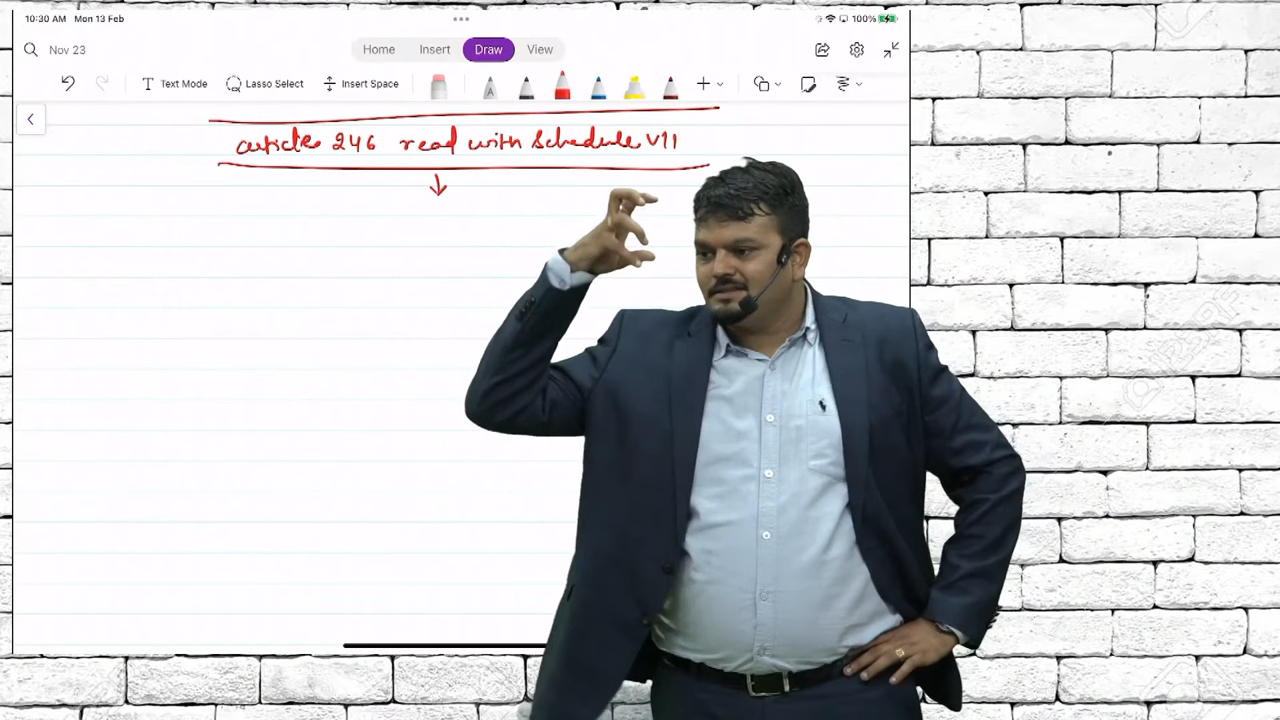 10:30 AM Mon 13 Feb
100%
Nov 23
Home Insert Draw View
Text Mode Lasso Select Insert Space
article 246 read with Schedule VII